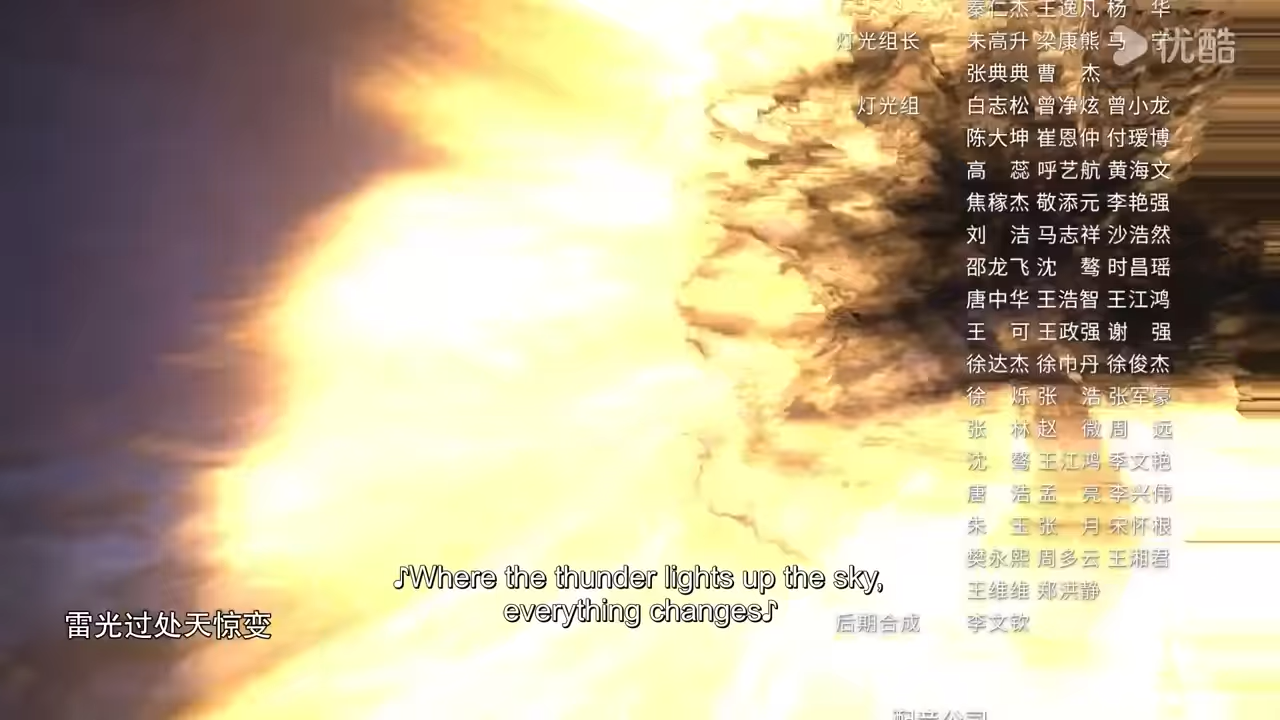 秦仁杰 王逸凡 杨 华
灯光组长 朱高升 梁康熊 马 宁
优酷
张典典 曹 杰
灯光组 白志松 曾净炫 曾小龙
陈大坤 崔恩仲 付瑷博
高 蕊 呼艺航 黄海文
焦稼杰 敬添元 李艳强
刘 洁 马志祥 沙浩然
邵龙飞 沈 骜 时昌瑶
唐中华 王浩智 王江鸿
王 可 王政强 谢 强
徐达杰 徐巾丹 徐俊杰
徐 烁 张 浩 张军豪
张 林 赵 微 周 远
沈 骜 王江鸿 季文艳
唐 浩 孟 亮 李兴伟
朱 玉 张 月 宋怀根
樊永熙 周多云 王湘君
王维维 郑洪静
后期合成 李文钦
♪Where the thunder lights up the sky,
everything changes♪
雷光过处天惊变
配音公司